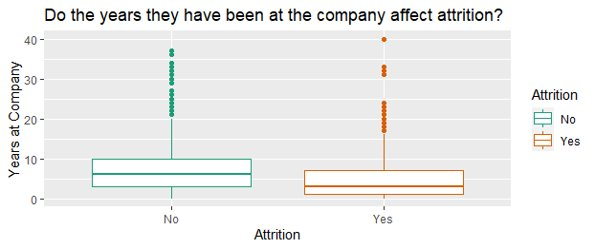 Do the years they have been at the company affect attrition?
40
30
20
10
0
Years at Company
No
Yes
Attrition
Attrition
No
Yes